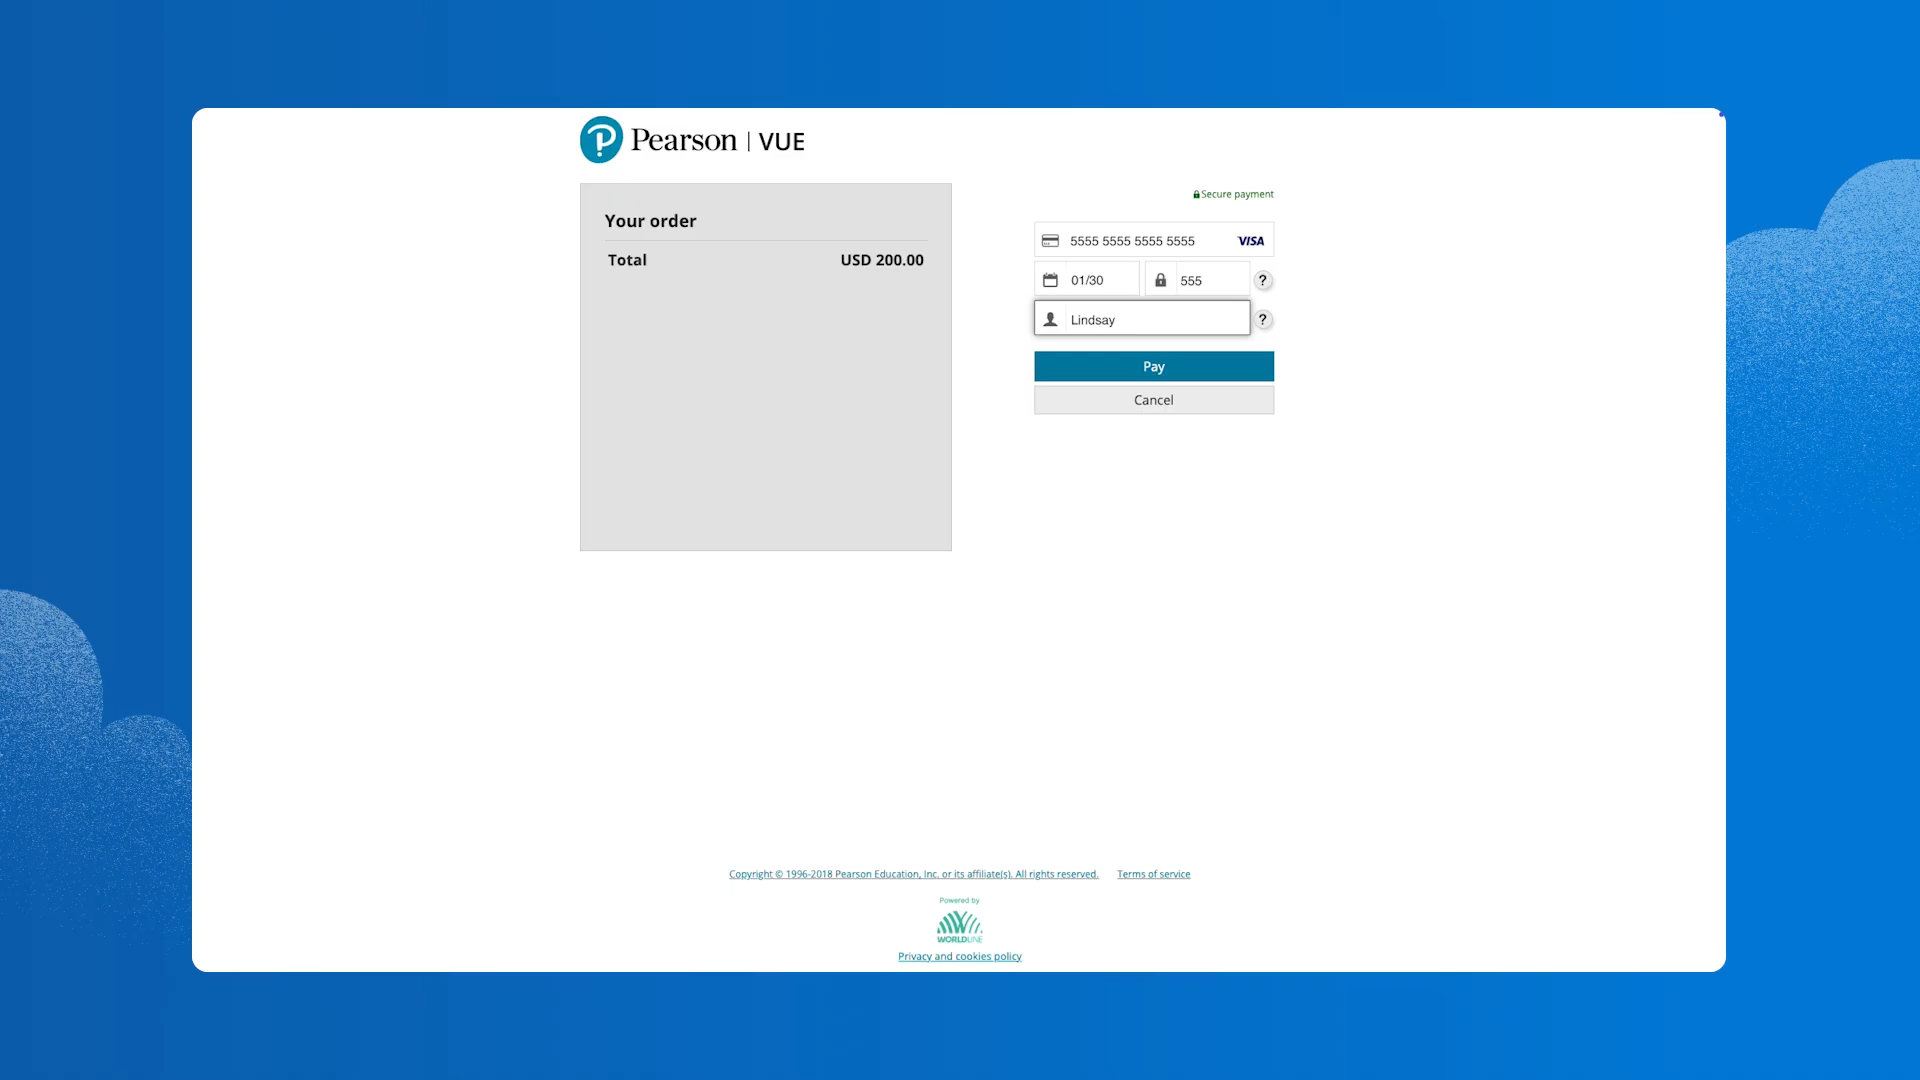 Pearson | VUE
Your order
Total USD 200.00
Secure payment
5555 5555 5555 5555 VISA
01/30 555 ?
Lindsay ?
Pay
Cancel
Copyright © 1996-2018 Pearson Education, Inc. or its affiliate(s). All rights reserved. Terms of service
Powered by
WORLDLINE
Privacy and cookies policy